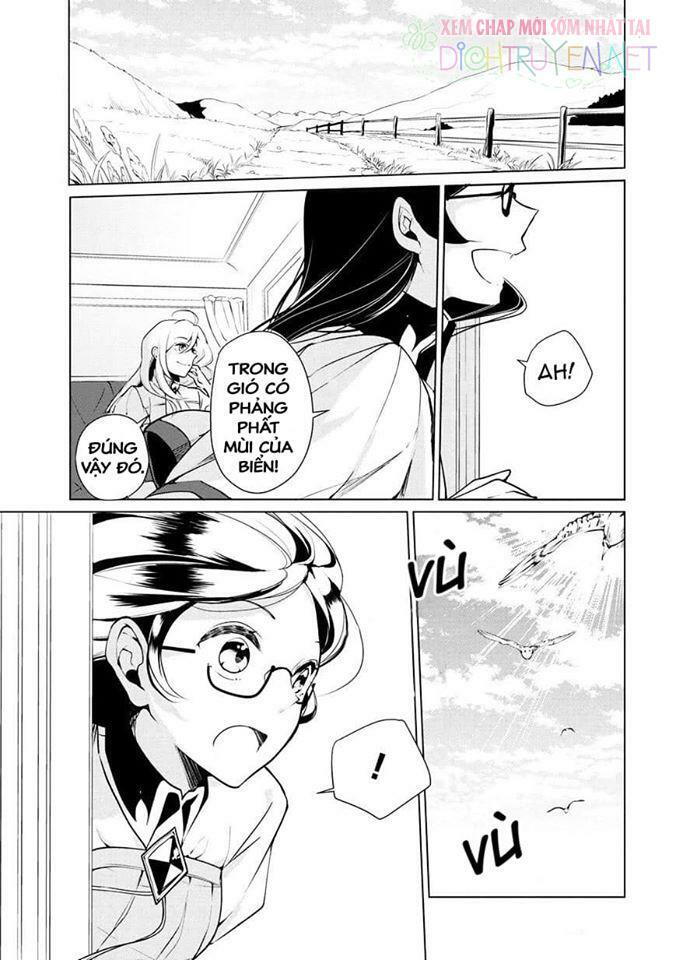 XEM CHAP MỚI SỚM NHẤT TẠI
DICHTRUYEN.NET
AH!
TRONG
GIÓ CÓ
PHẢNG
PHẤT
MÙI CỦA
BIỂN!
ĐÚNG
VẬY ĐÓ.
VÙ
!
VÙ